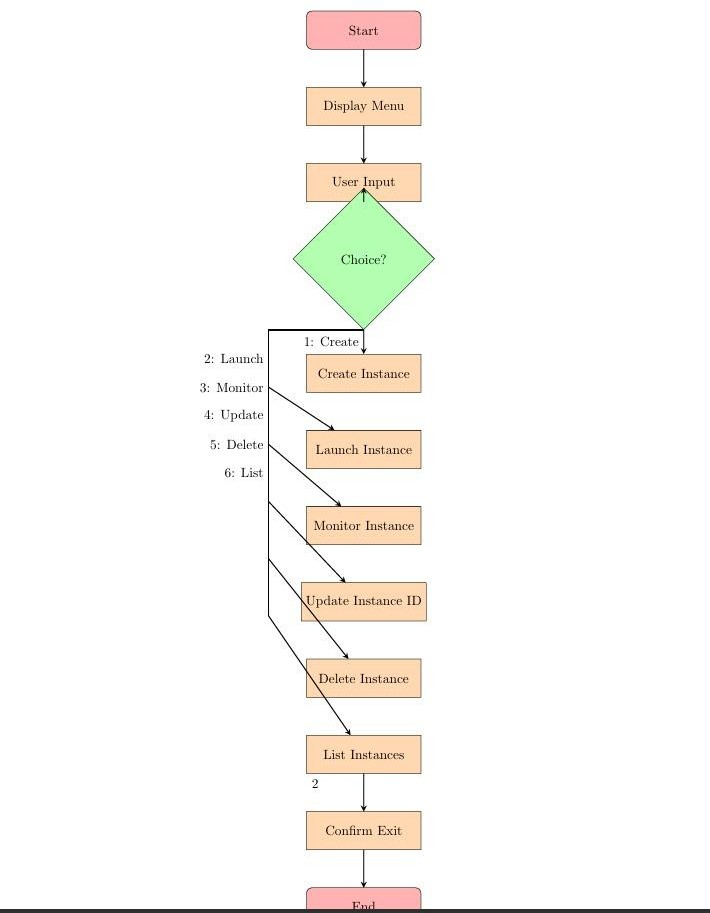 Start
Display Menu
User Input
Choice?
1: Create
2: Launch
Create Instance
3: Monitor
4: Update
5: Delete
Launch Instance
6: List
Monitor Instance
Update Instance ID
Delete Instance
List Instances
2
Confirm Exit
End